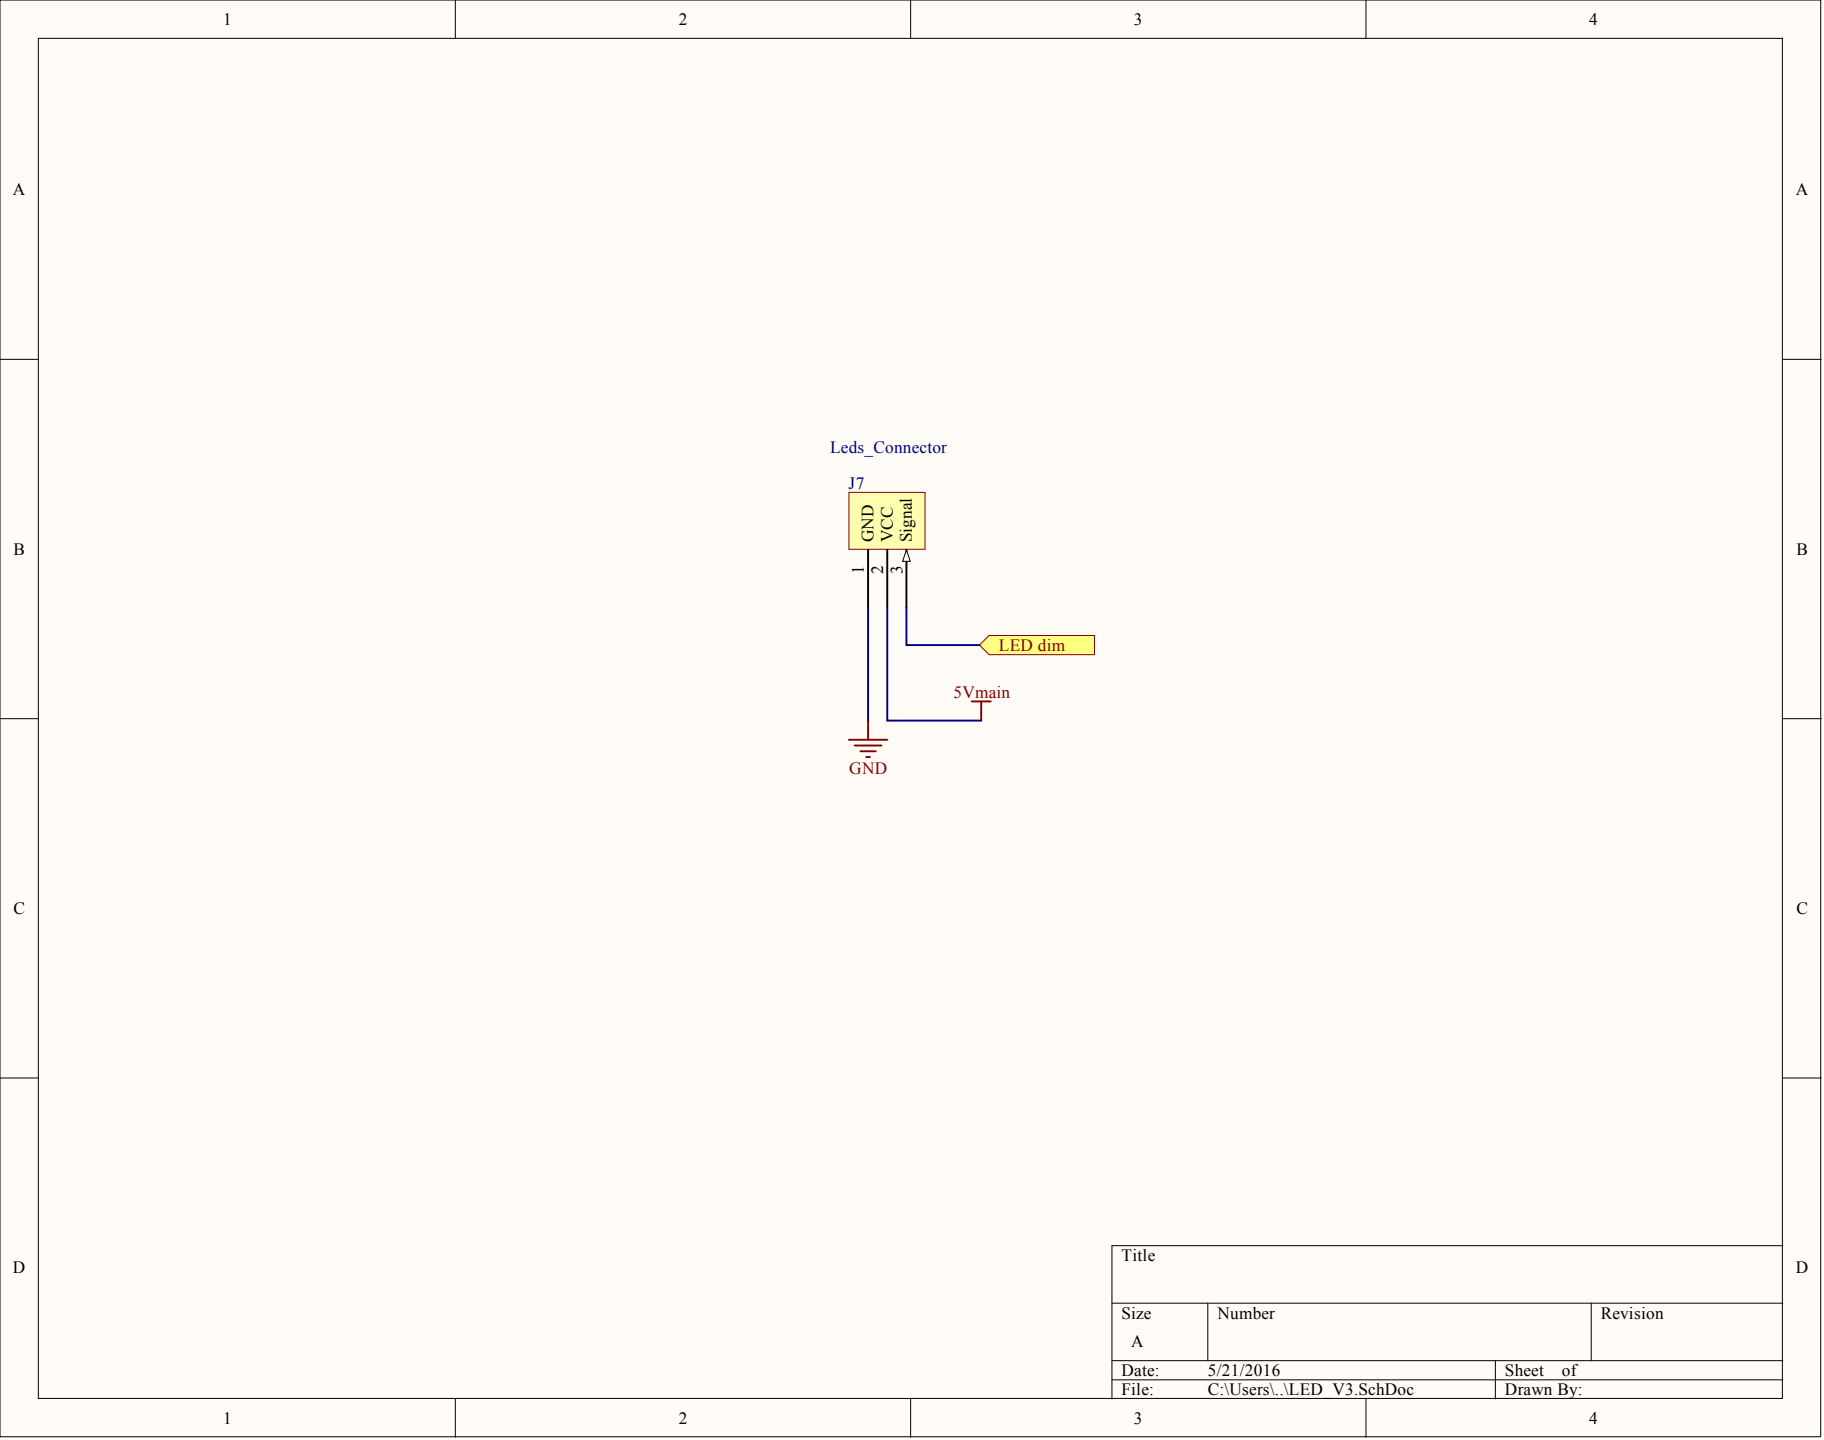 1 2 3 4
A A
Leds_Connector
J7
GND
VCC
Signal
1
2
3
B B
LED dim
5Vmain
GND
C C
D D
Title
Size Number Revision
A
Date: 5/21/2016 Sheet of
File: C:\Users\..\LED_V3.SchDoc Drawn By:
1 2 3 4